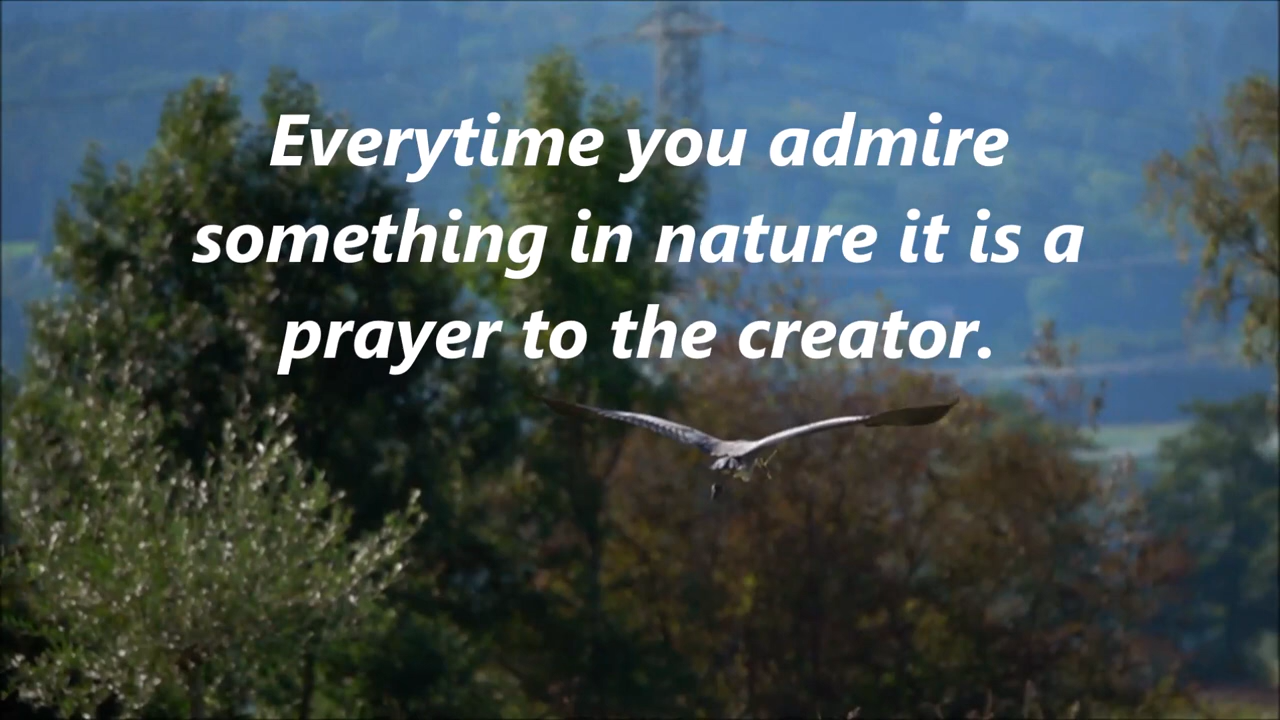 Everytime you admire
something in nature it is a
prayer to the creator.